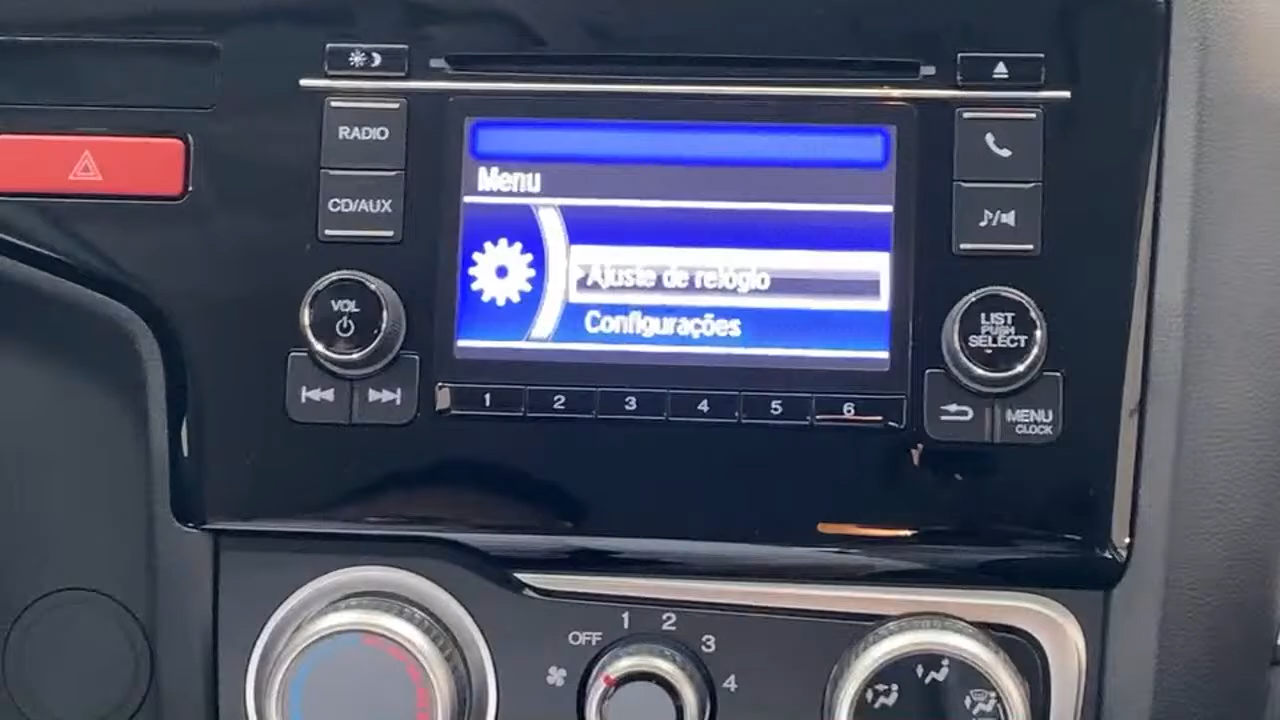 RADIO
CD/AUX
VOL
Menu
Ajuste de relógio
Configurações
1 2 3 4 5 6
LIST
PUSH
SELECT
MENU
CLOCK
OFF 1 2 3 4